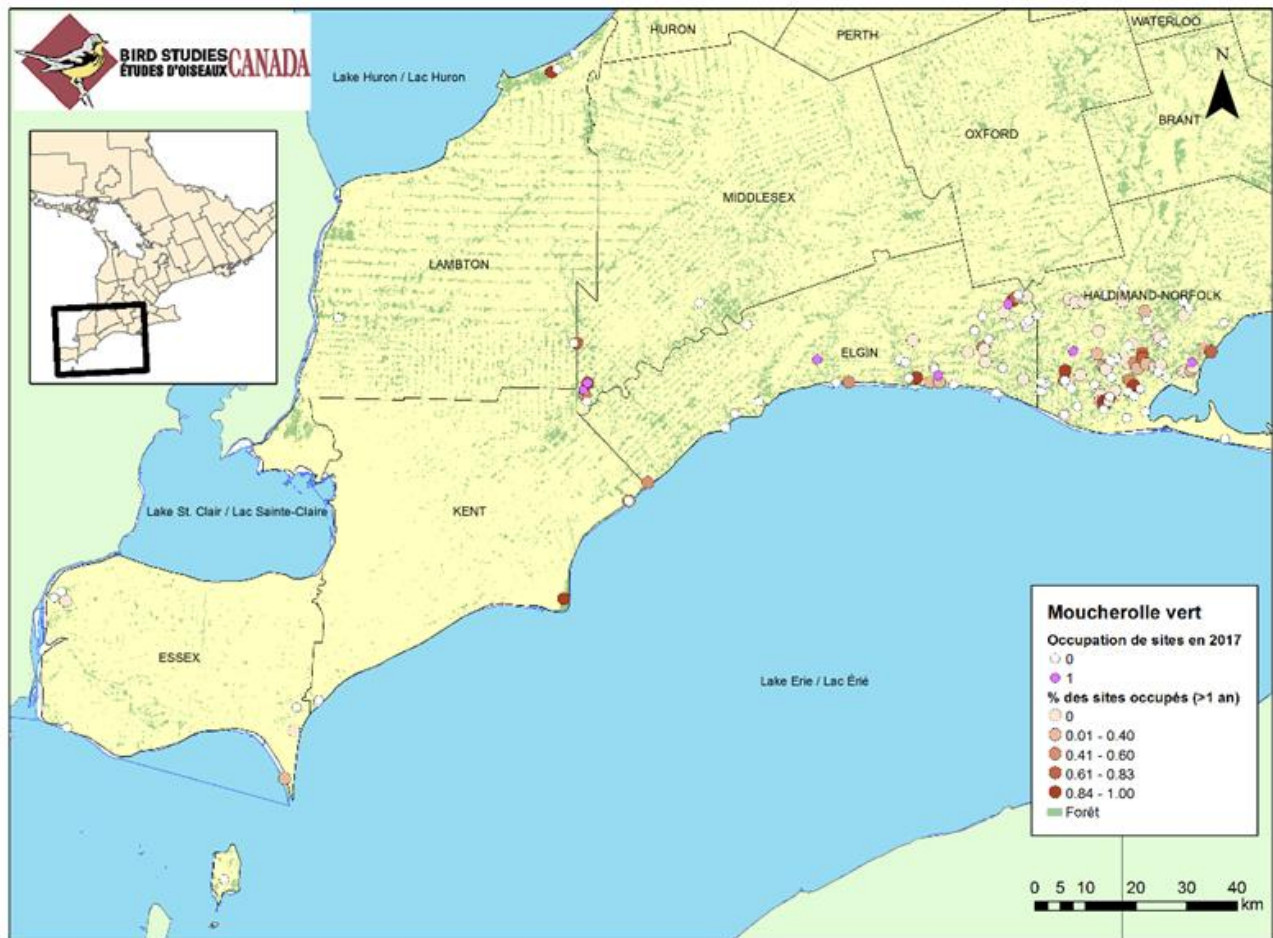 BIRD STUDIES
ÉTUDES D'OISEAUX CANADA
Lake Huron / Lac Huron
HURON
PERTH
WATERLOO
N
BRANT
OXFORD
MIDDLESEX
LAMBTON
HALDIMAND-NORFOLK
ELGIN
Lake St. Clair / Lac Sainte-Claire
KENT
ESSEX
Lake Erie / Lac Érié
Moucherolle vert
Occupation de sites en 2017
0
1
% des sites occupés (>1 an)
0
0.01 - 0.40
0.41 - 0.60
0.61 - 0.83
0.84 - 1.00
Forêt
0 5 10 20 30 40
km